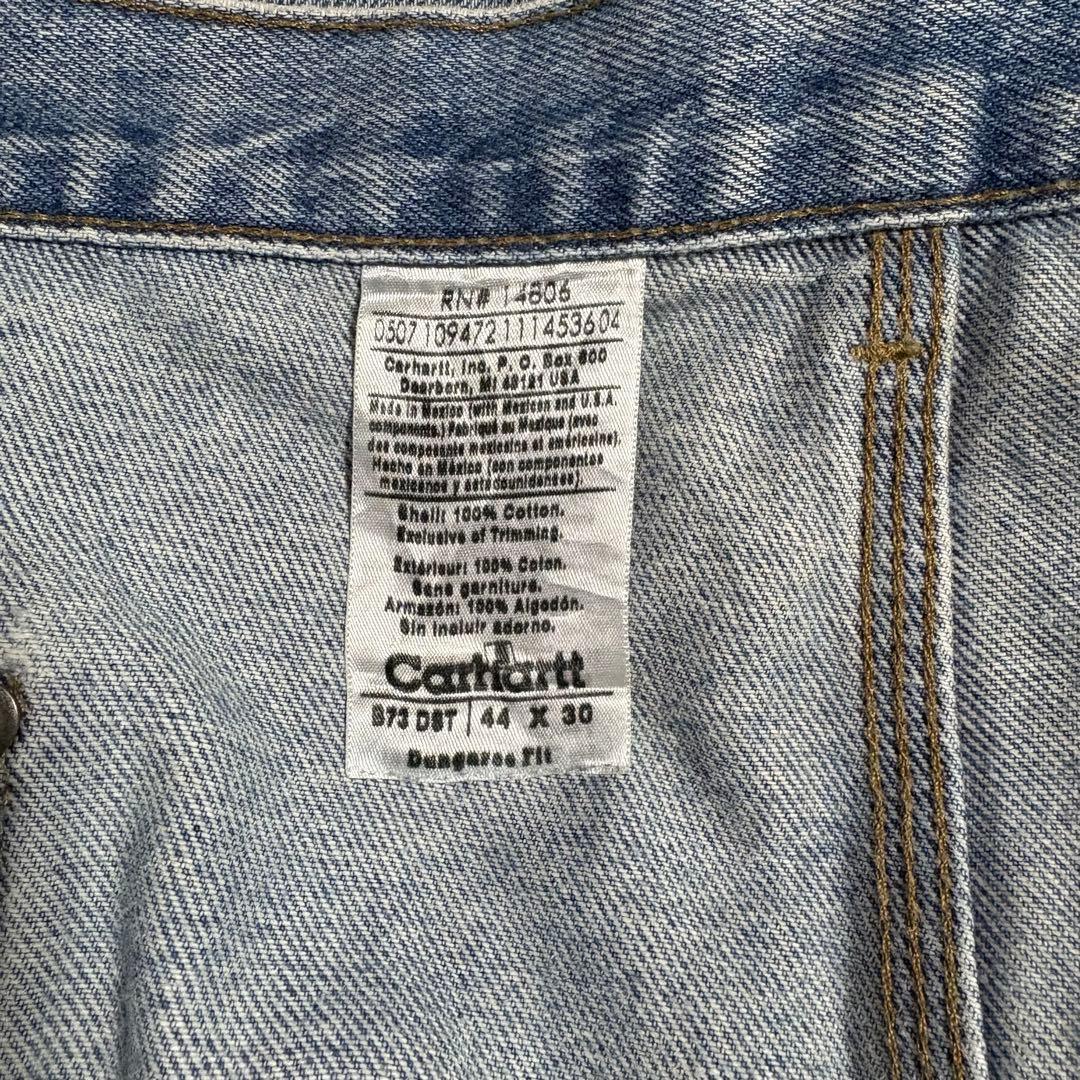 RN# 14806
0507 109472111453604
Carhartt, Inc. P. O. Box 600
Dearborn, MI 48121 USA
Made in Mexico (with Mexican and U.S.A
components.) Fabriqué au Mexique (avec
des composants mexicains et américains).
Hecho en México (con componentes
mexicanos y estadounidenses).
Shell: 100% Cotton.
Exclusive of Trimming.
Extérieur: 100% Coton.
Sans garniture.
Armazón: 100% Algodón.
Sin incluir adorno.
Carhartt
B73 DST | 44 X 30
Dungaree Fit